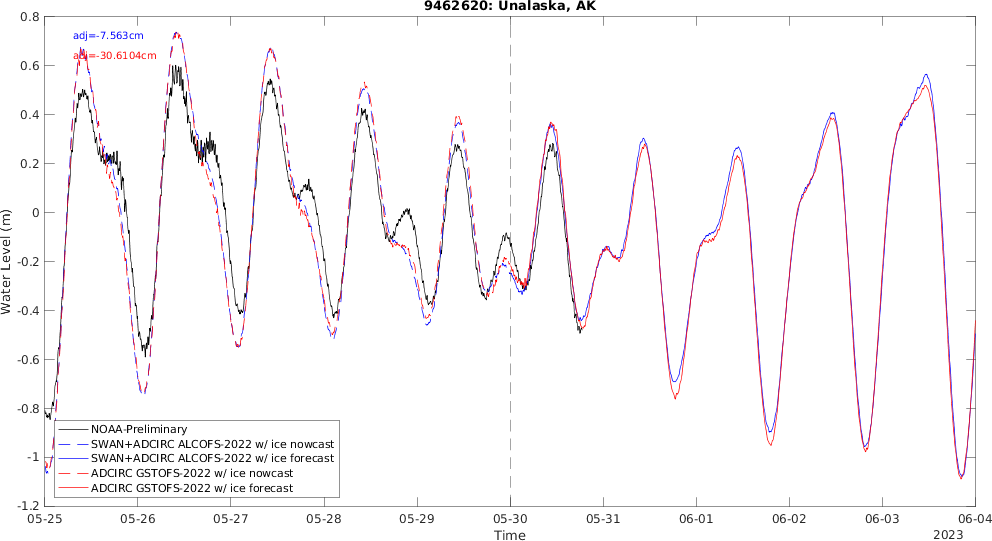 9462620: Unalaska, AK
adj=-7.563cm
adj=-30.6104cm
Water Level (m)
0.8
0.6
0.4
0.2
0
-0.2
-0.4
-0.6
-0.8
-1
-1.2
NOAA-Preliminary
SWAN+ADCIRC ALCOFS-2022 w/ ice nowcast
SWAN+ADCIRC ALCOFS-2022 w/ ice forecast
ADCIRC GSTOFS-2022 w/ ice nowcast
ADCIRC GSTOFS-2022 w/ ice forecast
05-25 05-26 05-27 05-28 05-29 05-30 05-31 06-01 06-02 06-03 06-04
Time
2023